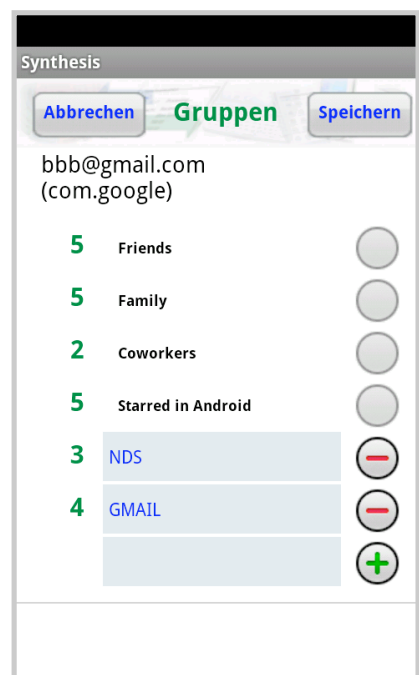 Synthesis
Abbrechen Gruppen Speichern
bbb@gmail.com
(com.google)
5 Friends
5 Family
2 Coworkers
5 Starred in Android
3 NDS
4 GMAIL